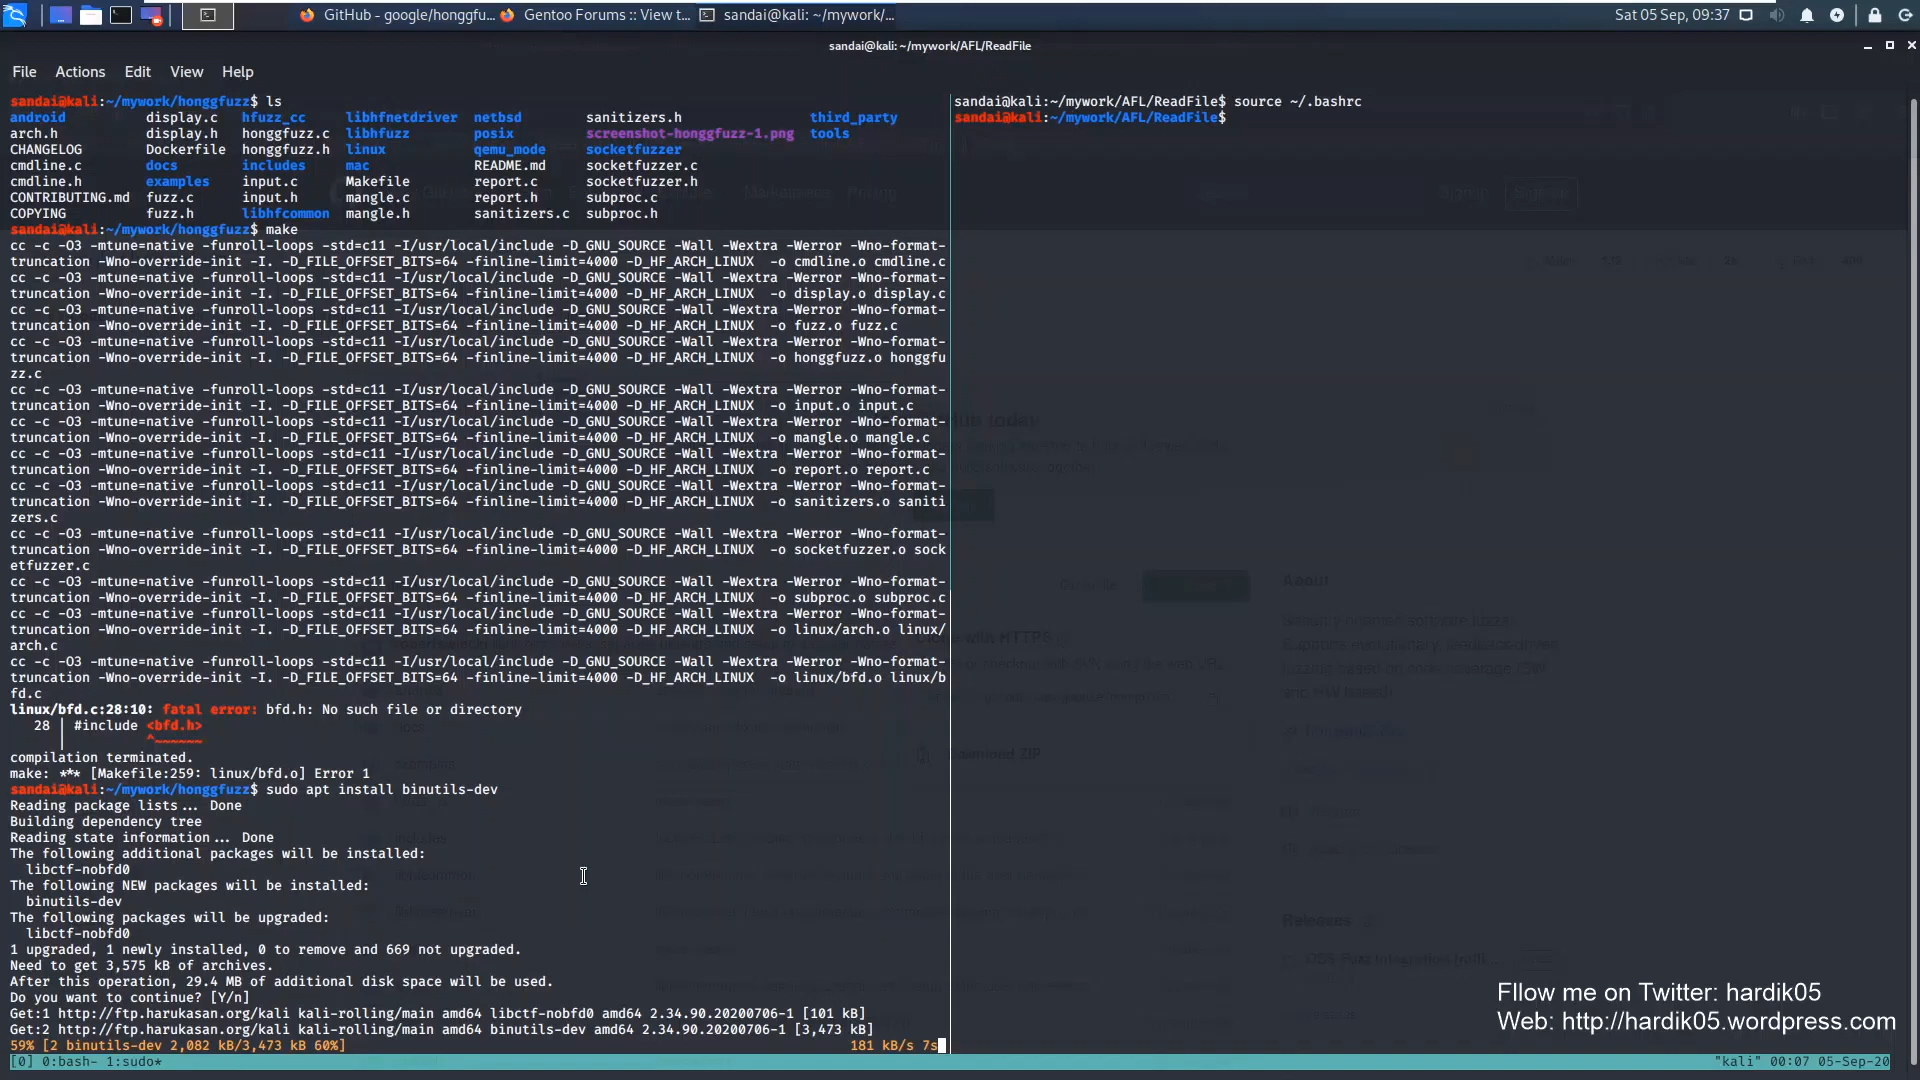 GitHub - google/honggfu...
Gentoo Forums :: View t...
sandai@kali: ~/mywork/...
Sat 05 Sep, 09:37
sandai@kali: ~/mywork/AFL/ReadFile
File Actions Edit View Help
sandai@kali:~/mywork/honggfuzz$ ls
android display.c hfuzz_cc libhfnetdriver netbsd sanitizers.h third_party
arch.h display.h honggfuzz.c libhfuzz posix screenshot-honggfuzz-1.png tools
CHANGELOG Dockerfile honggfuzz.h linux qemu_mode socketfuzzer
cmdline.c docs includes mac README.md socketfuzzer.c
cmdline.h examples input.c Makefile report.c socketfuzzer.h
CONTRIBUTING.md fuzz.c input.h mangle.c report.h subproc.c
COPYING fuzz.h libhfcommon mangle.h sanitizers.c subproc.h
sandai@kali:~/mywork/honggfuzz$ make
cc -c -O3 -mtune=native -funroll-loops -std=c11 -I/usr/local/include -D_GNU_SOURCE -Wall -Wextra -Werror -Wno-format-
truncation -Wno-override-init -I. -D_FILE_OFFSET_BITS=64 -finline-limit=4000 -D_HF_ARCH_LINUX  -o cmdline.o cmdline.c
cc -c -O3 -mtune=native -funroll-loops -std=c11 -I/usr/local/include -D_GNU_SOURCE -Wall -Wextra -Werror -Wno-format-
truncation -Wno-override-init -I. -D_FILE_OFFSET_BITS=64 -finline-limit=4000 -D_HF_ARCH_LINUX  -o display.o display.c
cc -c -O3 -mtune=native -funroll-loops -std=c11 -I/usr/local/include -D_GNU_SOURCE -Wall -Wextra -Werror -Wno-format-
truncation -Wno-override-init -I. -D_FILE_OFFSET_BITS=64 -finline-limit=4000 -D_HF_ARCH_LINUX  -o fuzz.o fuzz.c
cc -c -O3 -mtune=native -funroll-loops -std=c11 -I/usr/local/include -D_GNU_SOURCE -Wall -Wextra -Werror -Wno-format-
truncation -Wno-override-init -I. -D_FILE_OFFSET_BITS=64 -finline-limit=4000 -D_HF_ARCH_LINUX  -o honggfuzz.o honggfu
zz.c
cc -c -O3 -mtune=native -funroll-loops -std=c11 -I/usr/local/include -D_GNU_SOURCE -Wall -Wextra -Werror -Wno-format-
truncation -Wno-override-init -I. -D_FILE_OFFSET_BITS=64 -finline-limit=4000 -D_HF_ARCH_LINUX  -o input.o input.c
cc -c -O3 -mtune=native -funroll-loops -std=c11 -I/usr/local/include -D_GNU_SOURCE -Wall -Wextra -Werror -Wno-format-
truncation -Wno-override-init -I. -D_FILE_OFFSET_BITS=64 -finline-limit=4000 -D_HF_ARCH_LINUX  -o mangle.o mangle.c
cc -c -O3 -mtune=native -funroll-loops -std=c11 -I/usr/local/include -D_GNU_SOURCE -Wall -Wextra -Werror -Wno-format-
truncation -Wno-override-init -I. -D_FILE_OFFSET_BITS=64 -finline-limit=4000 -D_HF_ARCH_LINUX  -o report.o report.c
cc -c -O3 -mtune=native -funroll-loops -std=c11 -I/usr/local/include -D_GNU_SOURCE -Wall -Wextra -Werror -Wno-format-
truncation -Wno-override-init -I. -D_FILE_OFFSET_BITS=64 -finline-limit=4000 -D_HF_ARCH_LINUX  -o sanitizers.o saniti
zers.c
cc -c -O3 -mtune=native -funroll-loops -std=c11 -I/usr/local/include -D_GNU_SOURCE -Wall -Wextra -Werror -Wno-format-
truncation -Wno-override-init -I. -D_FILE_OFFSET_BITS=64 -finline-limit=4000 -D_HF_ARCH_LINUX  -o socketfuzzer.o sock
etfuzzer.c
cc -c -O3 -mtune=native -funroll-loops -std=c11 -I/usr/local/include -D_GNU_SOURCE -Wall -Wextra -Werror -Wno-format-
truncation -Wno-override-init -I. -D_FILE_OFFSET_BITS=64 -finline-limit=4000 -D_HF_ARCH_LINUX  -o subproc.o subproc.c
cc -c -O3 -mtune=native -funroll-loops -std=c11 -I/usr/local/include -D_GNU_SOURCE -Wall -Wextra -Werror -Wno-format-
truncation -Wno-override-init -I. -D_FILE_OFFSET_BITS=64 -finline-limit=4000 -D_HF_ARCH_LINUX  -o linux/arch.o linux/
arch.c
cc -c -O3 -mtune=native -funroll-loops -std=c11 -I/usr/local/include -D_GNU_SOURCE -Wall -Wextra -Werror -Wno-format-
truncation -Wno-override-init -I. -D_FILE_OFFSET_BITS=64 -finline-limit=4000 -D_HF_ARCH_LINUX  -o linux/bfd.o linux/b
fd.c
linux/bfd.c:28:10: fatal error: bfd.h: No such file or directory
28 | #include <bfd.h>
| ^~~~~~~
compilation terminated.
make: *** [Makefile:259: linux/bfd.o] Error 1
sandai@kali:~/mywork/honggfuzz$ sudo apt install binutils-dev
Reading package lists... Done
Building dependency tree
Reading state information... Done
The following additional packages will be installed:
libctf-nobfd0
The following NEW packages will be installed:
binutils-dev
The following packages will be upgraded:
libctf-nobfd0
1 upgraded, 1 newly installed, 0 to remove and 669 not upgraded.
Need to get 3,575 kB of archives.
After this operation, 29.4 MB of additional disk space will be used.
Do you want to continue? [Y/n]
Get:1 http://ftp.harukasan.org/kali kali-rolling/main amd64 libctf-nobfd0 amd64 2.34.90.20200706-1 [101 kB]
Get:2 http://ftp.harukasan.org/kali kali-rolling/main amd64 binutils-dev amd64 2.34.90.20200706-1 [3,473 kB]
59% [2 binutils-dev 2,082 kB/3,473 kB 60%] 181 kB/s 7s
sandai@kali:~/mywork/AFL/ReadFile$ source ~/.bashrc
sandai@kali:~/mywork/AFL/ReadFile$
About
Releases
Download ZIP
Fllow me on Twitter: hardik05
Web: http://hardik05.wordpress.com
[0] 0:bash- 1:sudo* "kali" 00:07 05-Sep-20